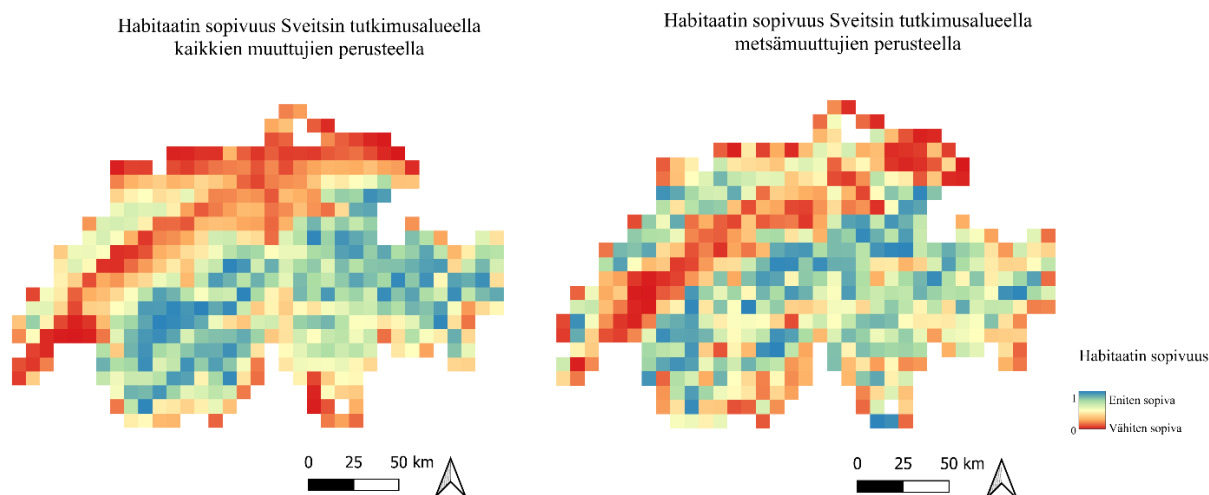 Habitaatin sopivuus Sveitsin tutkimusalueella
kaikkien muuttujien perusteella
Habitaatin sopivuus Sveitsin tutkimusalueella
metsämuuttujien perusteella
Habitaatin sopivuus
1 Eniten sopiva
0 Vähiten sopiva
0 25 50 km
0 25 50 km